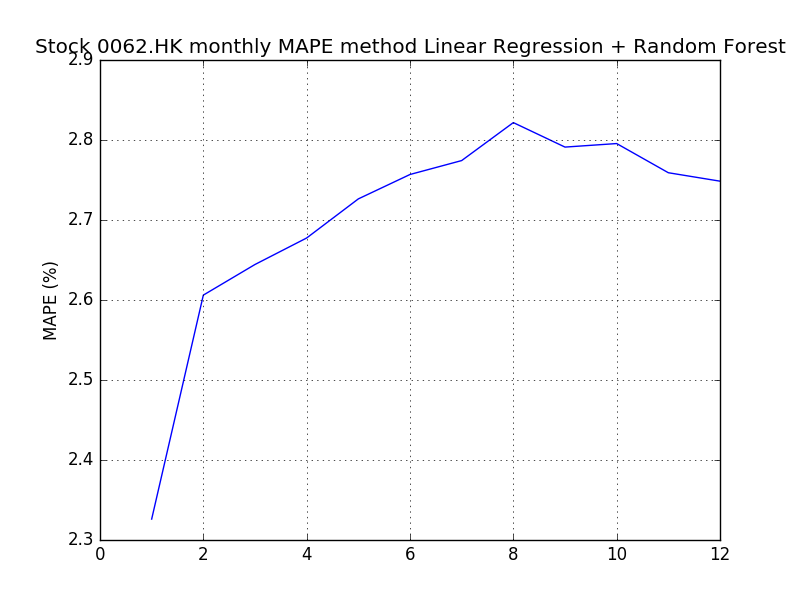 Stock 0062.HK monthly MAPE method Linear Regression + Random Forest
2.9
2.8
2.7
2.6
2.5
2.4
2.3
MAPE (%)
0 2 4 6 8 10 12